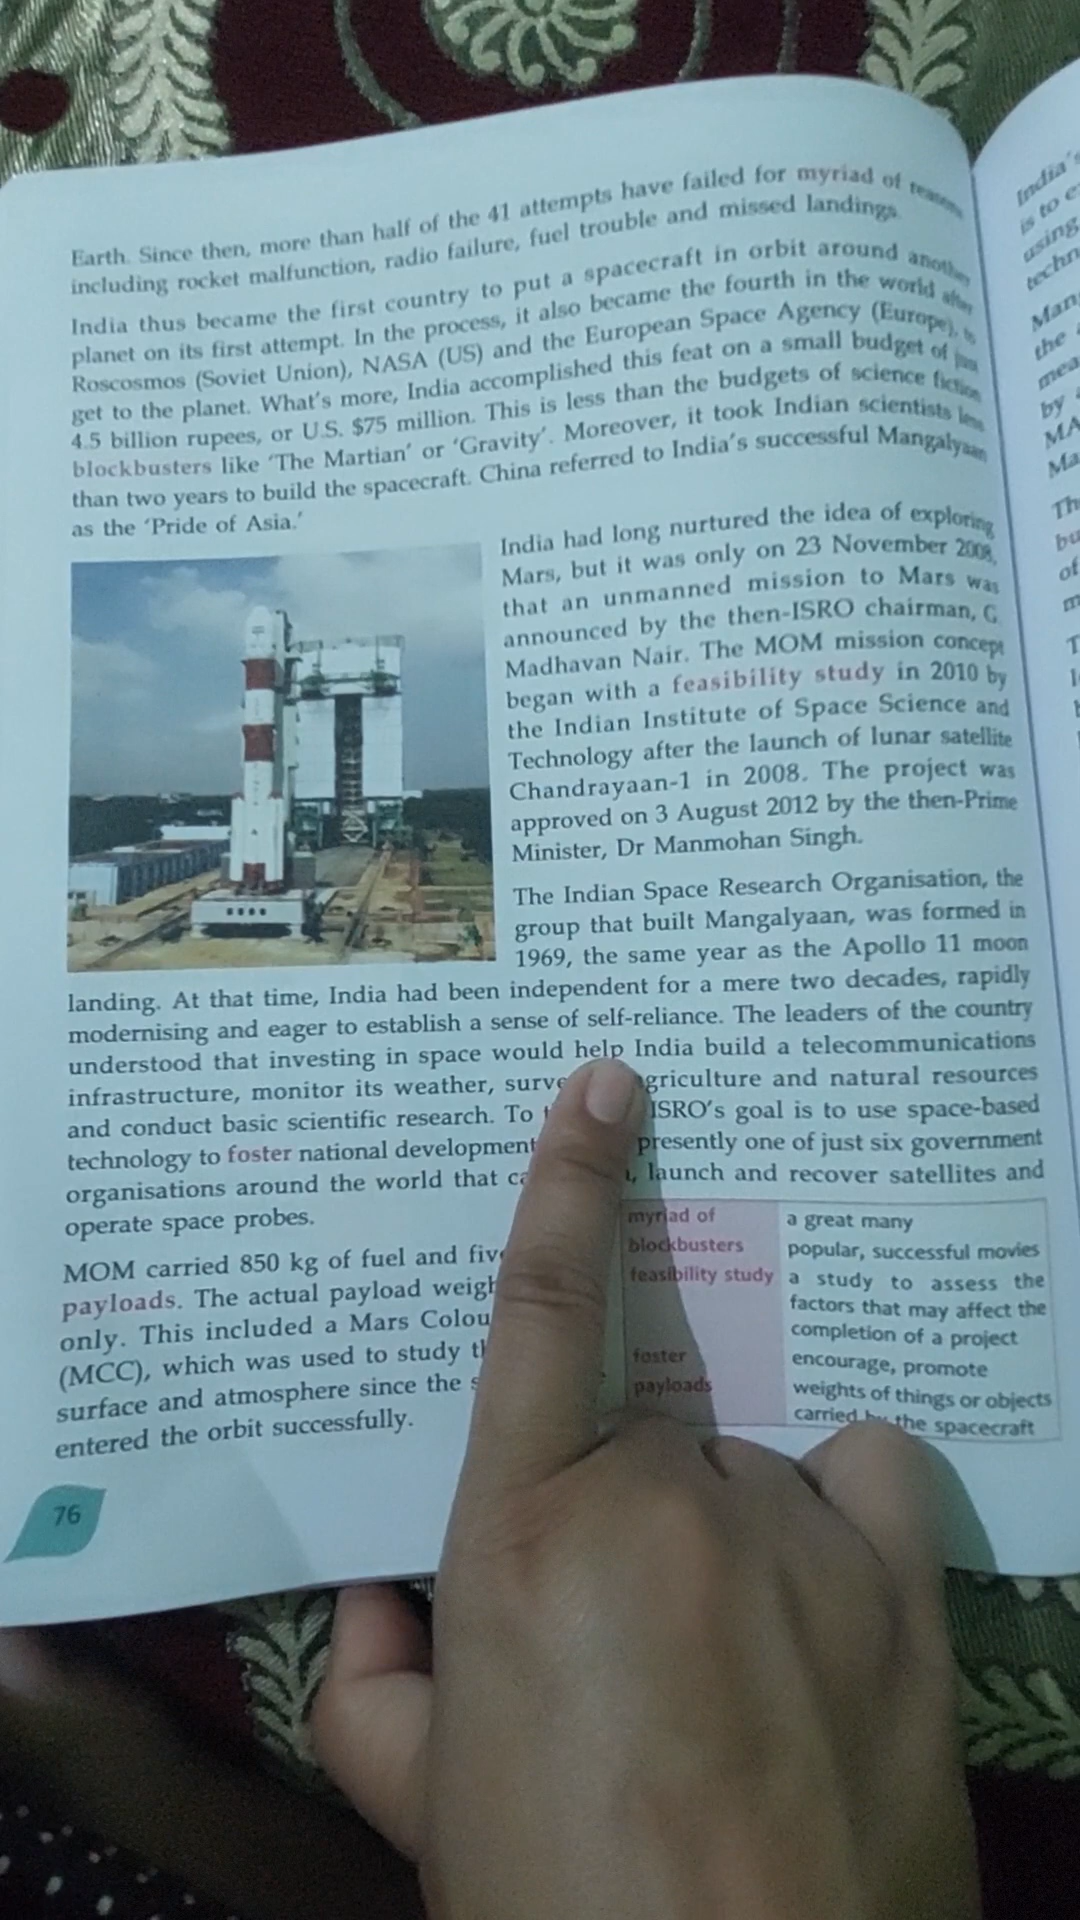 Earth. Since then, more than half of the 41 attempts have failed for myriad of reasons
including rocket malfunction, radio failure, fuel trouble and missed landings.
India thus became the first country to put a spacecraft in orbit around another
planet on its first attempt. In the process, it also became the fourth in the world after
Roscosmos (Soviet Union), NASA (US) and the European Space Agency (Europe), to
get to the planet. What's more, India accomplished this feat on a small budget of just
4.5 billion rupees, or U.S. $75 million. This is less than the budgets of science fiction
blockbusters like 'The Martian' or 'Gravity'. Moreover, it took Indian scientists less
than two years to build the spacecraft. China referred to India's successful Mangalyaan
as the 'Pride of Asia.'
India had long nurtured the idea of exploring
Mars, but it was only on 23 November 2008,
that an unmanned mission to Mars was
announced by the then-ISRO chairman, G
Madhavan Nair. The MOM mission concept
began with a feasibility study in 2010 by
the Indian Institute of Space Science and
Technology after the launch of lunar satellite
Chandrayaan-1 in 2008. The project was
approved on 3 August 2012 by the then-Prime
Minister, Dr Manmohan Singh.
The Indian Space Research Organisation, the
group that built Mangalyaan, was formed in
1969, the same year as the Apollo 11 moon
landing. At that time, India had been independent for a mere two decades, rapidly
modernising and eager to establish a sense of self-reliance. The leaders of the country
understood that investing in space would help India build a telecommunications
infrastructure, monitor its weather, agriculture and natural resources
and conduct basic scientific research. To ISRO's goal is to use space-based
technology to foster national development presently one of just six government
organisations around the world that launch and recover satellites and
operate space probes.
MOM carried 850 kg of fuel and
payloads. The actual payload
only. This included a Mars
(MCC), which was used to study
surface and atmosphere since the
entered the orbit successfully.
myriad of a great many
blockbusters popular, successful movies
feasibility study a study to assess the
factors that may affect the
completion of a project
foster encourage, promote
payloads weights of things or objects
carried by the spacecraft
76
India's
is to
using